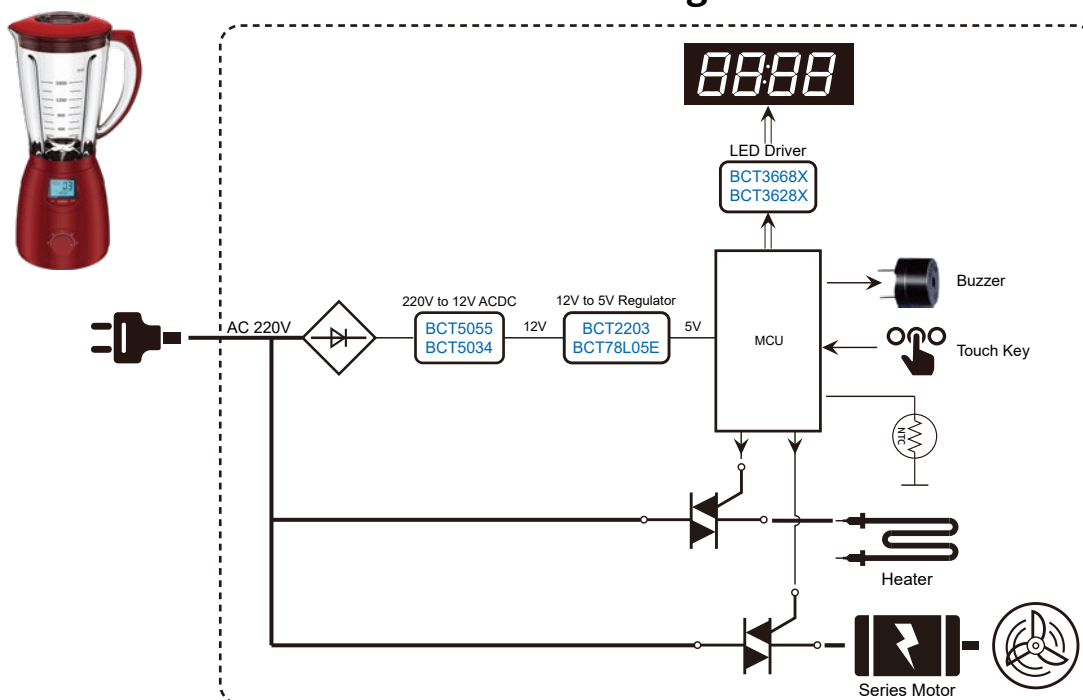 g
88:88
LED Driver
BCT3668X
BCT3628X
220V to 12V ACDC
12V to 5V Regulator
AC 220V
BCT5055
BCT5034
12V
BCT2203
BCT78L05E
5V
MCU
Buzzer
Touch Key
NTC
Heater
Series Motor